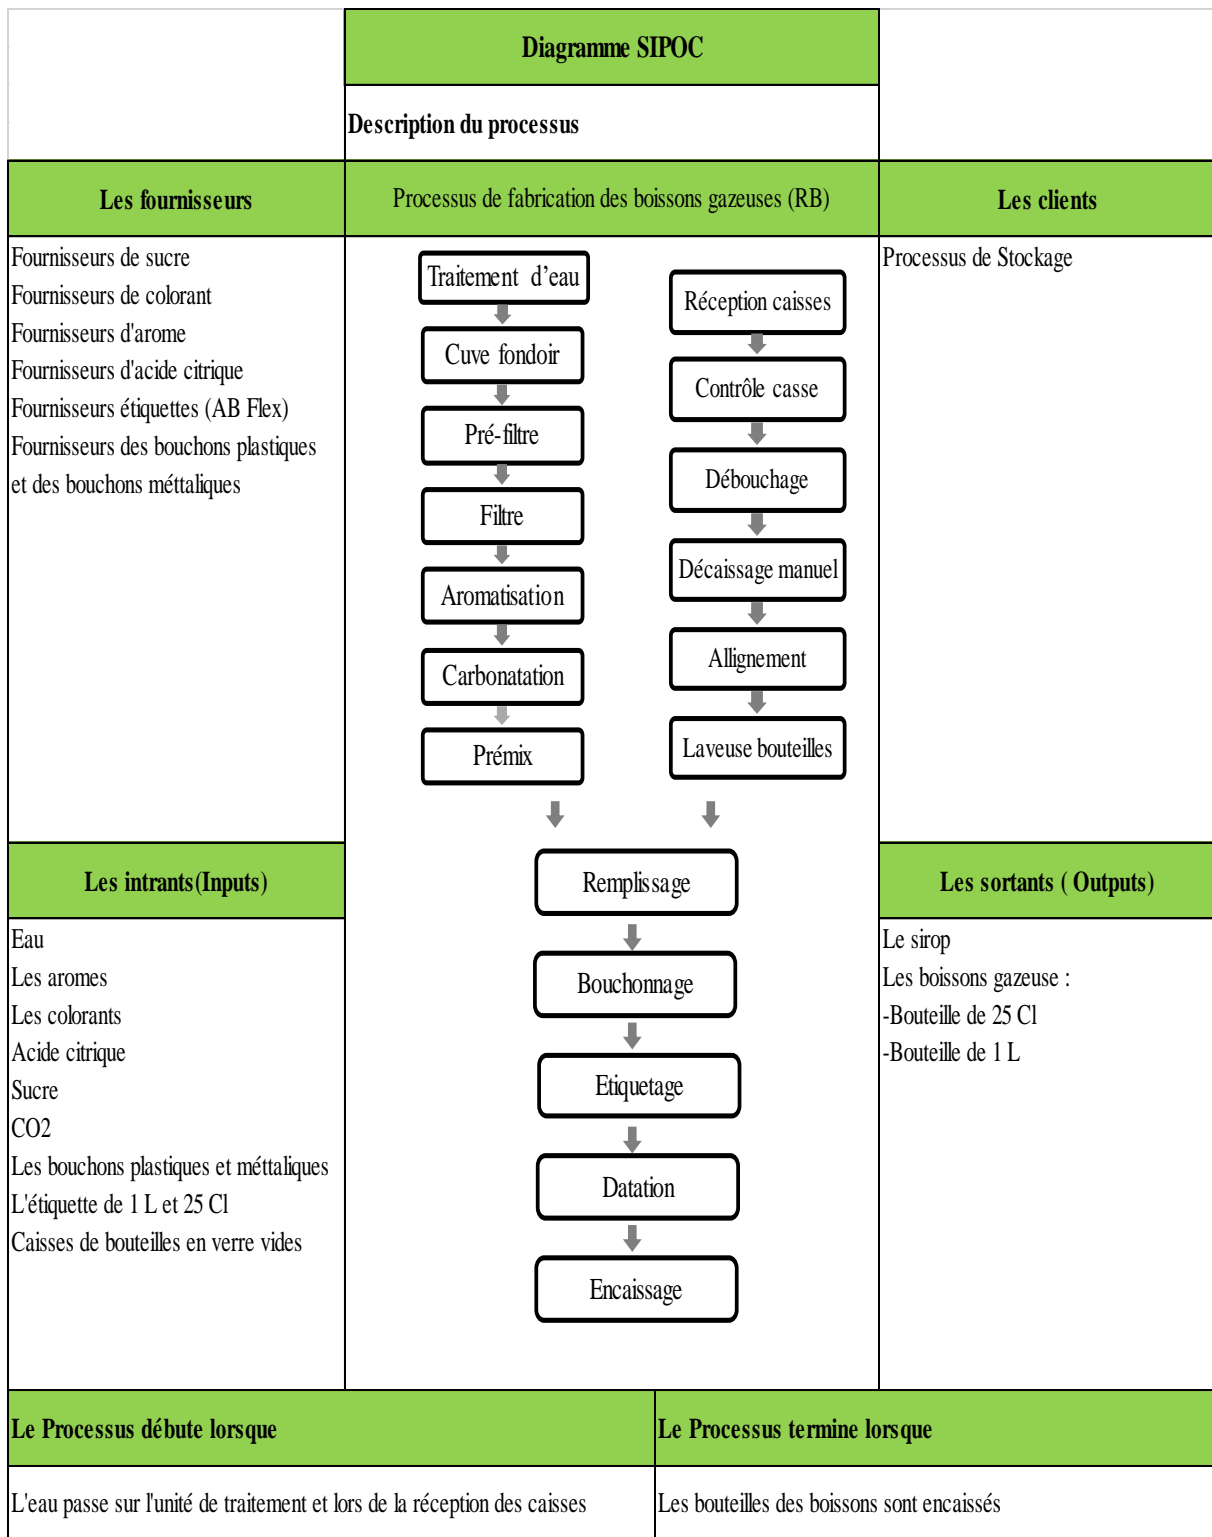 Diagramme SIPOC
Description du processus
Les fournisseurs
Processus de fabrication des boissons gazeuses (RB)
Les clients
Fournisseurs de sucre
Fournisseurs de colorant
Fournisseurs d'arome
Fournisseurs d'acide citrique
Fournisseurs étiquettes (AB Flex)
Fournisseurs des bouchons plastiques
et des bouchons méttaliques
Traitement d’eau
Cuve fondoir
Pré-filtre
Filtre
Aromatisation
Carbonatation
Prémix
Réception caisses
Contrôle casse
Débouchage
Décaissage manuel
Allignement
Laveuse bouteilles
Remplissage
Bouchonnage
Etiquetage
Datation
Encaissage
Processus de Stockage
Les intrants(Inputs)
Eau
Les aromes
Les colorants
Acide citrique
Sucre
CO2
Les bouchons plastiques et méttaliques
L'étiquette de 1 L et 25 Cl
Caisses de bouteilles en verre vides
Les sortants ( Outputs)
Le sirop
Les boissons gazeuse :
-Bouteille de 25 Cl
-Bouteille de 1 L
Le Processus débute lorsque
Le Processus termine lorsque
L'eau passe sur l'unité de traitement et lors de la réception des caisses
Les bouteilles des boissons sont encaissés